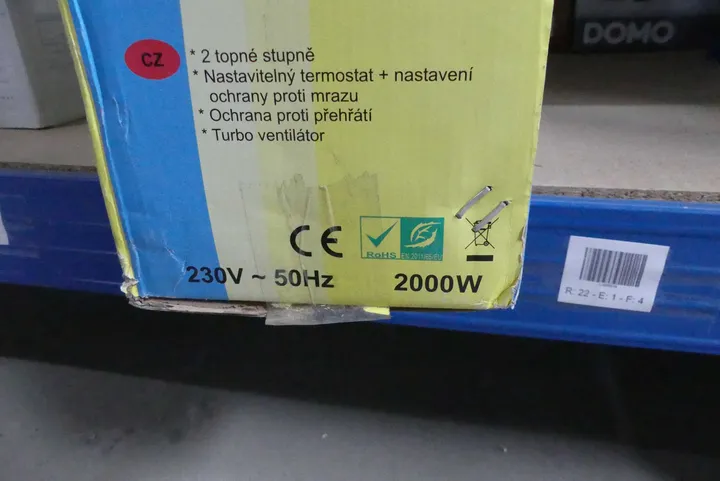 DOMO
CZ
* 2 topné stupně
* Nastavitelný termostat + nastavení
ochrany proti mrazu
* Ochrana proti přehřátí
* Turbo ventilátor
CE
RoHS
230V ~ 50Hz
2000W
R: 22 - E: 1 - F: 4